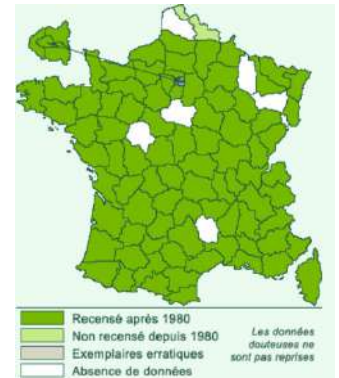 Recensé après 1980
Non recensé depuis 1980
Exemplaires erratiques
Absence de données
Les données
douteuses ne
sont pas reprises